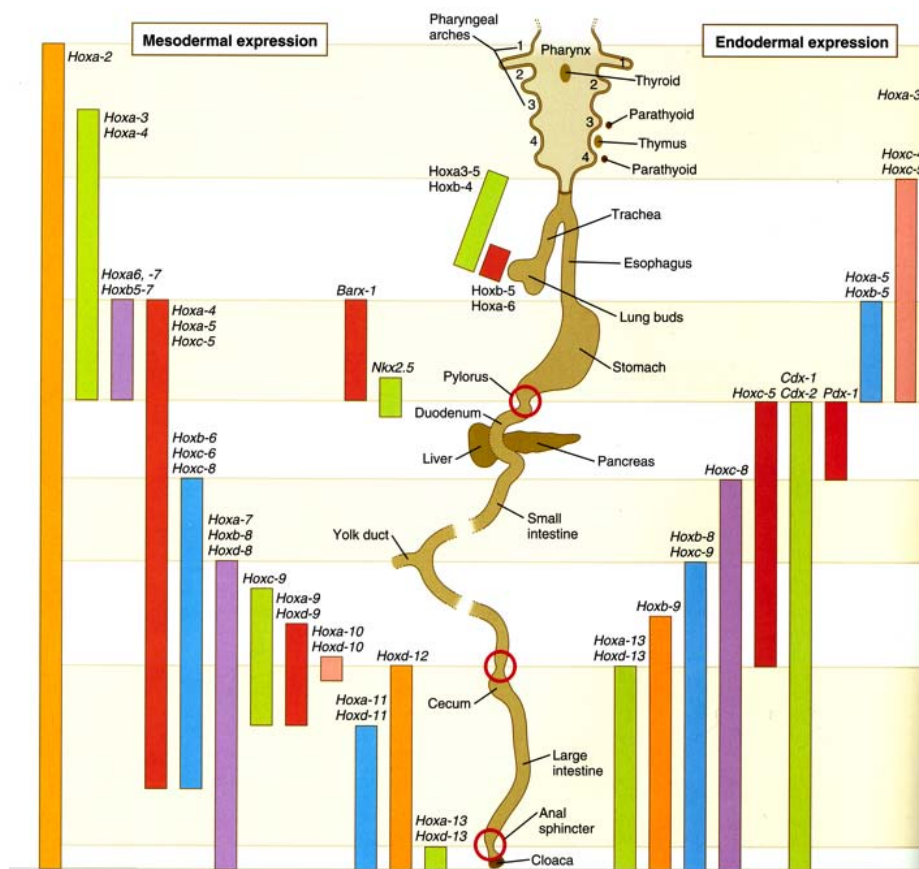 Mesodermal expression
Pharyngeal
arches
Pharynx
Endodermal expression
1
2
3
4
1
2
3
4
Thyroid
Parathyoid
Thymus
Parathyoid
Hoxa-2
Hoxa-3
Hoxa-4
Hoxa-3
Hoxc-4
Hoxc-5
Hoxa3-5
Hoxb-4
Trachea
Esophagus
Hoxb-5
Hoxa-6
Lung buds
Stomach
Hoxa6, -7
Hoxb5-7
Hoxa-4
Hoxa-5
Hoxc-5
Barx-1
Nkx2.5
Hoxa-5
Hoxb-5
Pylorus
Duodenum
Liver
Pancreas
Hoxc-5
Cdx-1
Cdx-2
Pdx-1
Hoxb-6
Hoxc-6
Hoxc-8
Hoxc-8
Small
intestine
Yolk duct
Hoxa-7
Hoxb-8
Hoxd-8
Hoxb-8
Hoxc-9
Hoxc-9
Hoxa-9
Hoxd-9
Hoxb-9
Hoxa-10
Hoxd-10
Hoxd-12
Hoxa-13
Hoxd-13
Cecum
Hoxa-11
Hoxd-11
Large
intestine
Hoxa-13
Hoxd-13
Anal
sphincter
Cloaca